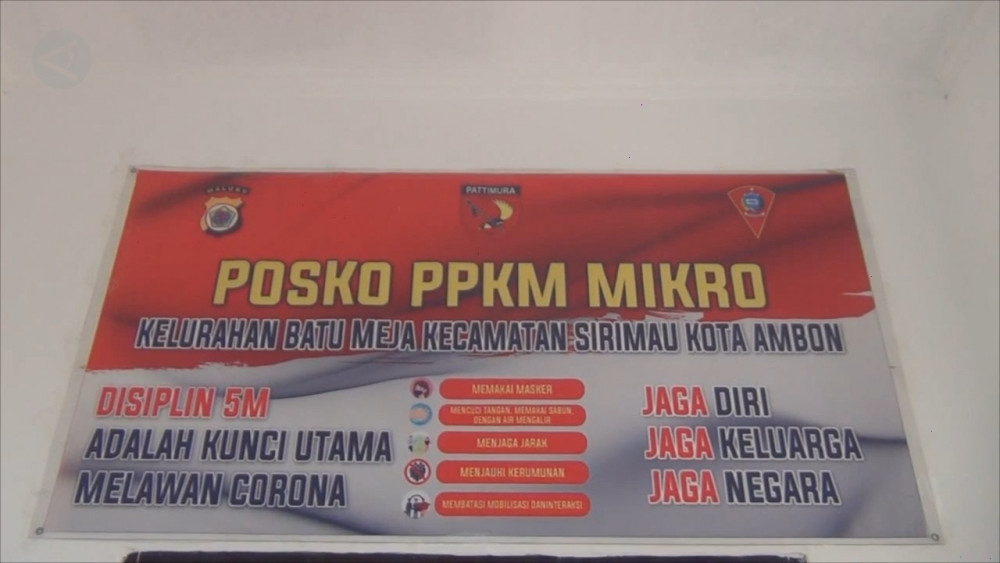 MALUKU
PATTIMURA
POSKO PPKM MIKRO
KELURAHAN BATU MEJA KECAMATAN SIRIMAU KOTA AMBON
DISIPLIN 5M
ADALAH KUNCI UTAMA
MELAWAN CORONA
MEMAKAI MASKER
MENCUCI TANGAN, MEMAKAI SABUN,
DENGAN AIR MENGALIR
MENJAGA JARAK
MENJAUHI KERUMUNAN
MEMBATASI MOBILISASI DANINTERAKSI
JAGA DIRI
JAGA KELUARGA
JAGA NEGARA